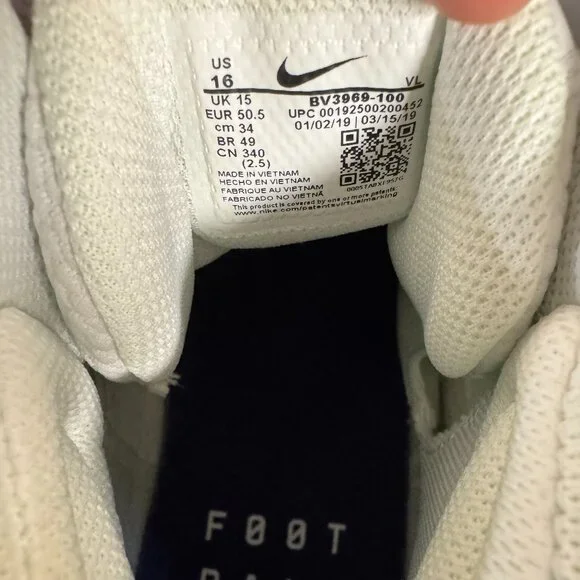 US
16
VL
UK 15
BV3969-100
EUR 50.5
UPC 00192500200452
cm 34
01/02/19 | 03/15/19
BR 49
CN 340
(2.5)
MADE IN VIETNAM
HECHO EN VIETNAM
FABRIQUE AU VIETNAM
FABRICADO NO VIETNÃ
This product is covered by one or more patents. See
www.nike.com/patentsvirtualmarking
F00T